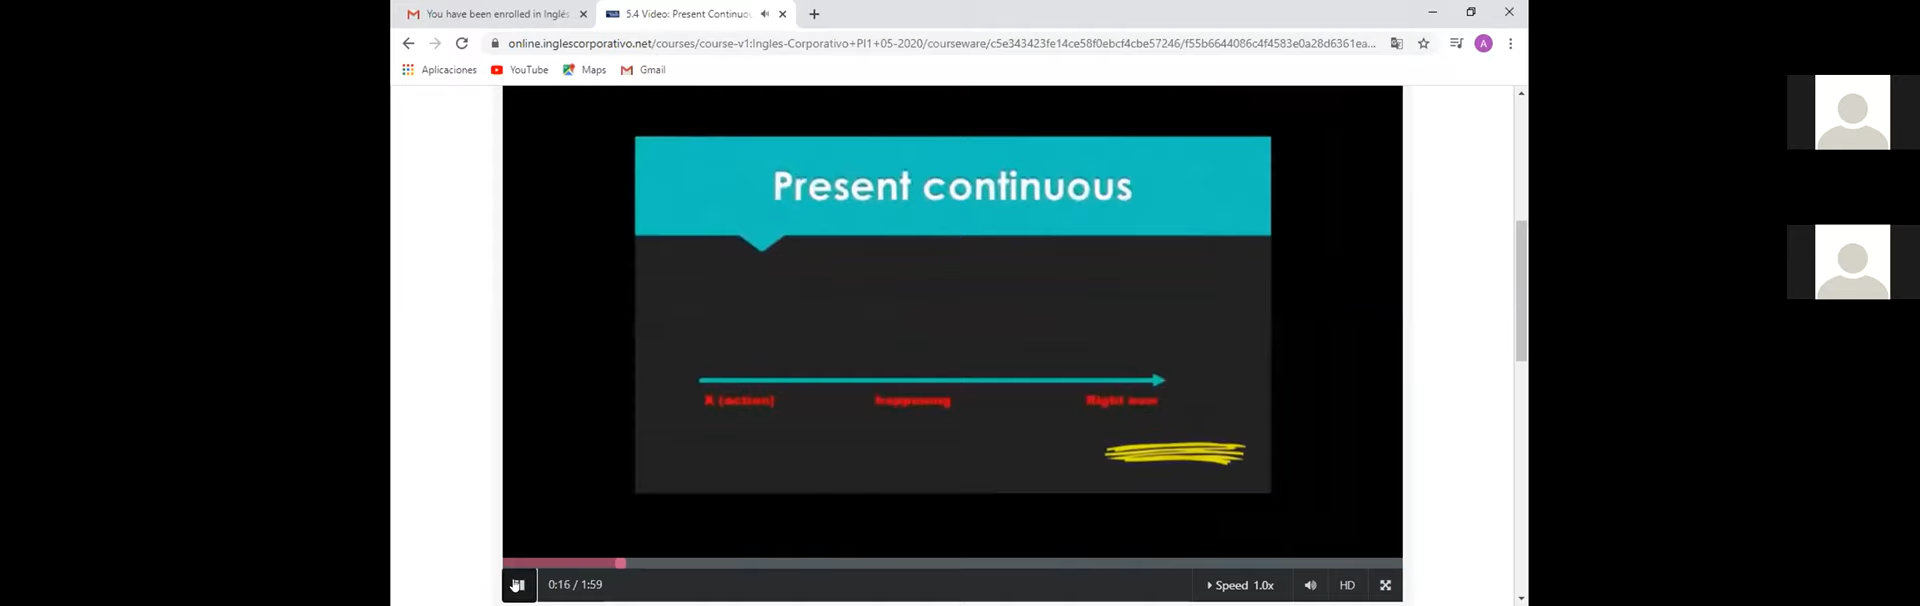 You have been enrolled in Inglés
5.4 Video: Present Continuou
online.inglescorporativo.net/courses/course-v1:Ingles-Corporativo+PI1+05-2020/courseware/c5e343423fe14ce58f0ebcf4cbe57246/f55b6644086c4f4583e0a28d6361ea...
A
Aplicaciones YouTube Maps Gmail
Present continuous
X (action) happening Right now
0:16 / 1:59 Speed 1.0x HD